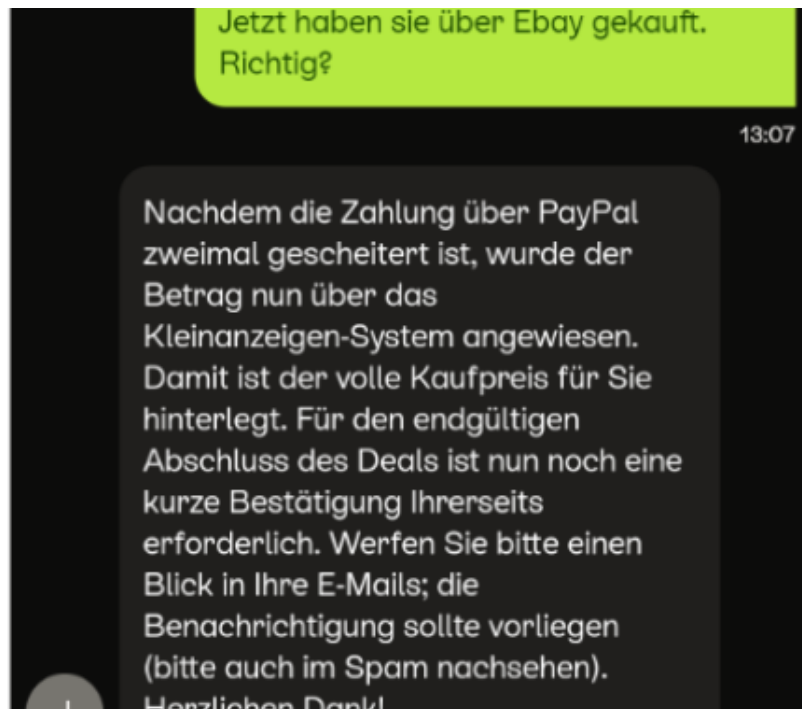 Jetzt haben sie über Ebay gekauft.
Richtig?
13:07
Nachdem die Zahlung über PayPal
zweimal gescheitert ist, wurde der
Betrag nun über das
Kleinanzeigen-System angewiesen.
Damit ist der volle Kaufpreis für Sie
hinterlegt. Für den endgültigen
Abschluss des Deals ist nun noch eine
kurze Bestätigung Ihrerseits
erforderlich. Werfen Sie bitte einen
Blick in Ihre E-Mails; die
Benachrichtigung sollte vorliegen
(bitte auch im Spam nachsehen).
Herzlichen Dank!